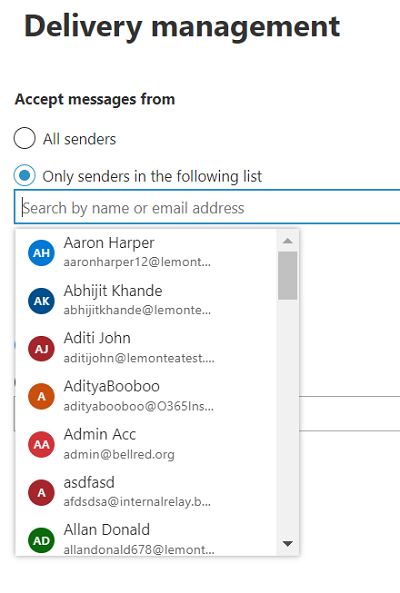 Delivery management
Accept messages from
All senders
Only senders in the following list
Search by name or email address
AH
Aaron Harper
aaronharper12@lemont...
AK
Abhijit Khande
abhijitkhande@lemonte...
AJ
Aditi John
aditijohn@lemonteatest....
A
AdityaBooboo
adityabooboo@O365Ins...
AA
Admin Acc
admin@bellred.org
A
asdfasd
afdsdsa@internalrelay.b...
AD
Allan Donald
allandonald678@lemont...